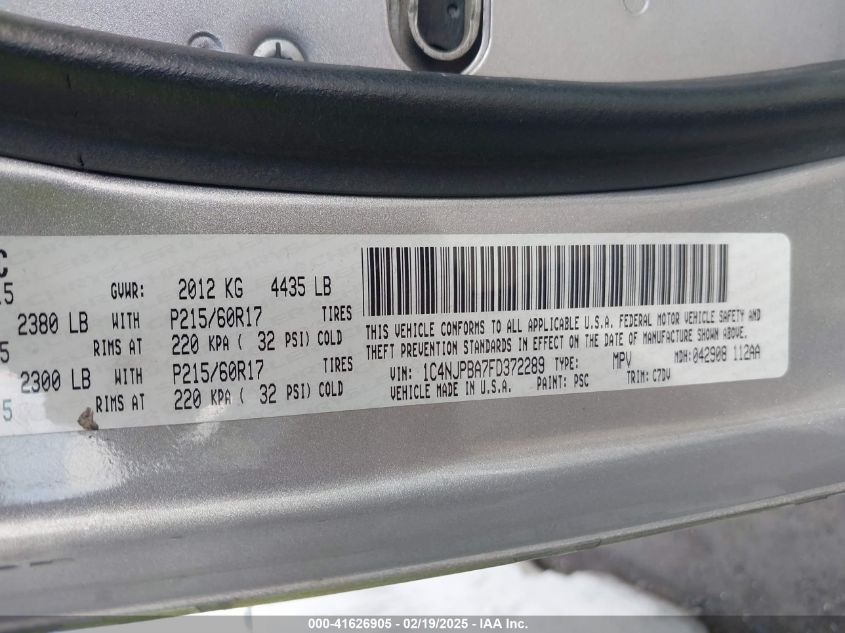 C
GVWR: 2012 KG 4435 LB
5
2380 LB WITH P215/60R17 TIRES
RIMS AT 220 KPA ( 32 PSI) COLD
5
2300 LB WITH P215/60R17 TIRES
RIMS AT 220 KPA ( 32 PSI) COLD
5
THIS VEHICLE CONFORMS TO ALL APPLICABLE U.S.A. FEDERAL MOTOR VEHICLE SAFETY AND
THEFT PREVENTION STANDARDS IN EFFECT ON THE DATE OF MANUFACTURE SHOWN ABOVE.
VIN: 1C4NJPBA7FD372289 TYPE: MPV MDH: 042908 112AA
VEHICLE MADE IN U.S.A. PAINT: PSC TRIM: C7DV
000-41626905 / 02/19/2025 - IAA Inc.